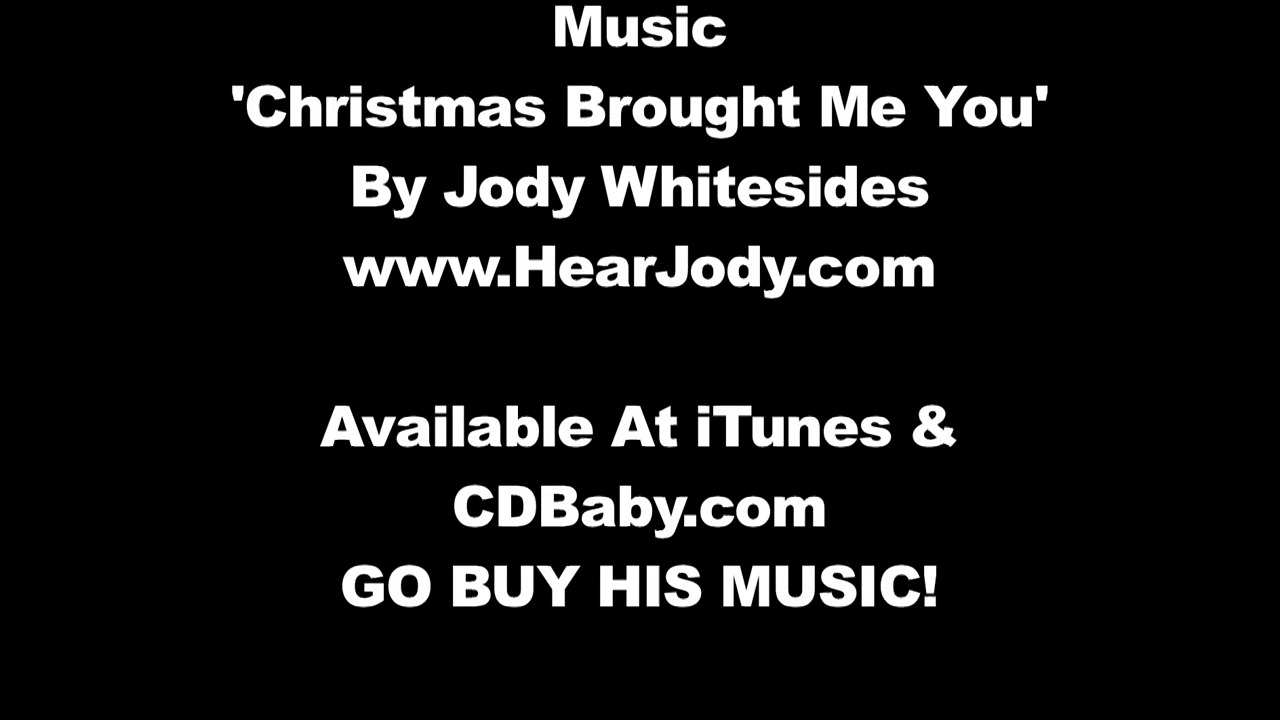 Music
'Christmas Brought Me You'
By Jody Whitesides
www.HearJody.com
Available At iTunes &
CDBaby.com
GO BUY HIS MUSIC!